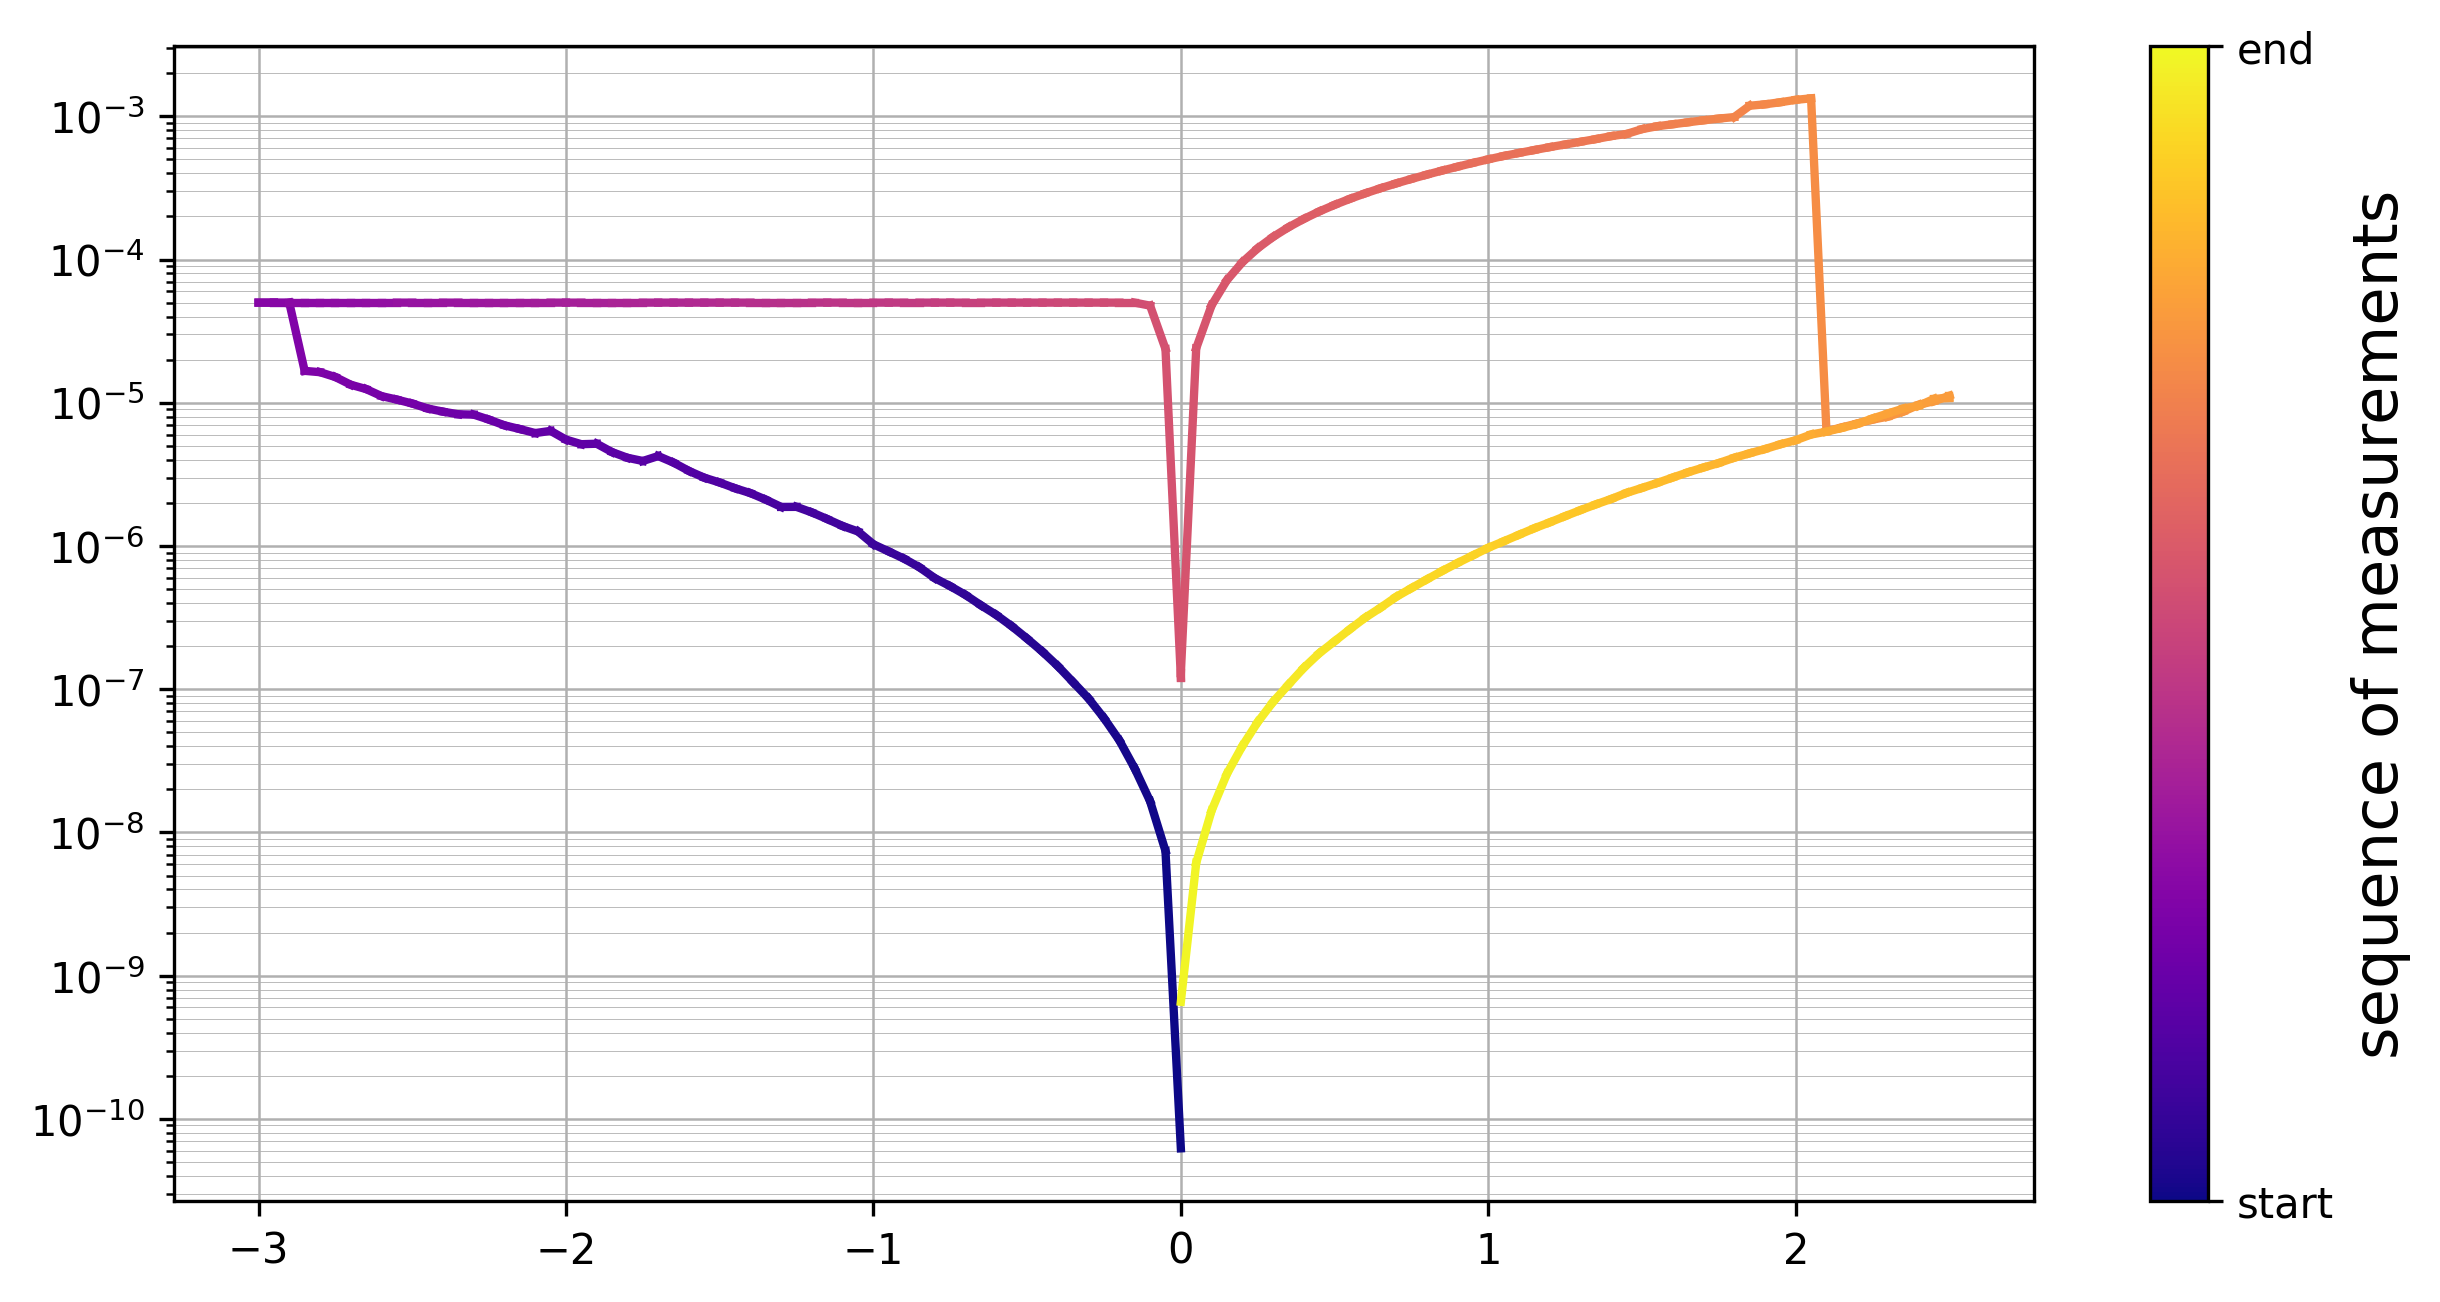 10⁻³
10⁻⁴
10⁻⁵
10⁻⁶
10⁻⁷
10⁻⁸
10⁻⁹
10⁻¹⁰
−3 −2 −1 0 1 2
end
start
sequence of measurements